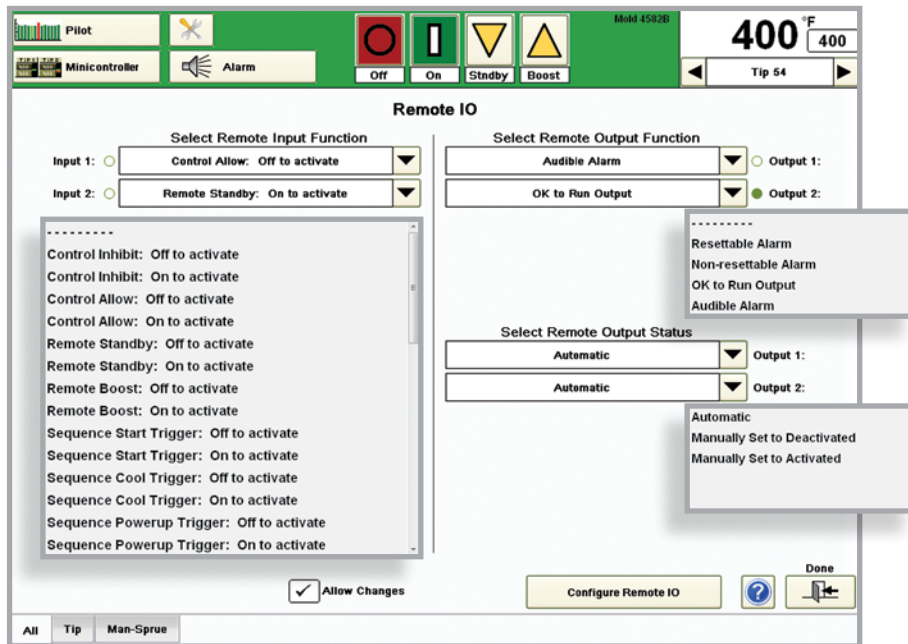 Pilot
Mold 4582B
400 °F
400
Minicontroller
Alarm
Off
On
Stndby
Boost
Tip 54
Remote IO
Select Remote Input Function
Select Remote Output Function
Input 1:
Control Allow: Off to activate
Audible Alarm
Output 1:
Input 2:
Remote Standby: On to activate
OK to Run Output
Output 2:
---------
Control Inhibit: Off to activate
Control Inhibit: On to activate
Control Allow: Off to activate
Control Allow: On to activate
Remote Standby: Off to activate
Remote Standby: On to activate
Remote Boost: Off to activate
Remote Boost: On to activate
Sequence Start Trigger: Off to activate
Sequence Start Trigger: On to activate
Sequence Cool Trigger: Off to activate
Sequence Cool Trigger: On to activate
Sequence Powerup Trigger: Off to activate
Sequence Powerup Trigger: On to activate
---------
Resettable Alarm
Non-resettable Alarm
OK to Run Output
Audible Alarm
Select Remote Output Status
Automatic
Output 1:
Automatic
Output 2:
Automatic
Manually Set to Deactivated
Manually Set to Activated
Allow Changes
Configure Remote IO
?
Done
All
Tip
Man-Sprue